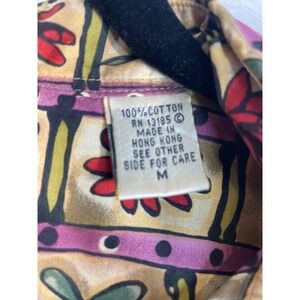 100% COTTON
RN 13185 ©
MADE IN
HONG KONG
SEE OTHER
SIDE FOR CARE
M